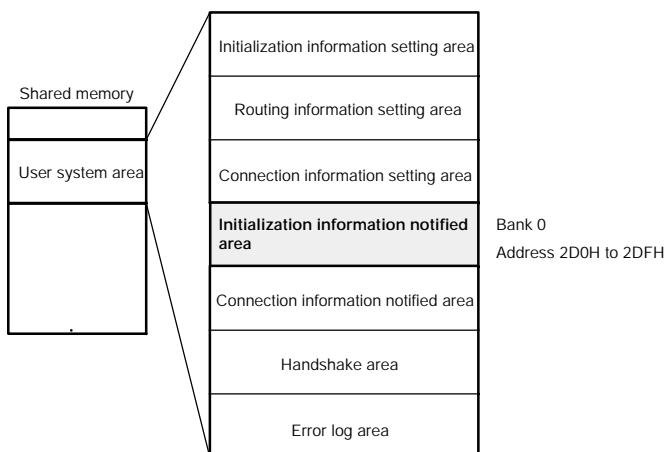 Initialization information setting area
Shared memory
Routing information setting area
User system area
Connection information setting area
Initialization information notified
area
Bank 0
Address 2D0H to 2DFH
Connection information notified area
Handshake area
Error log area